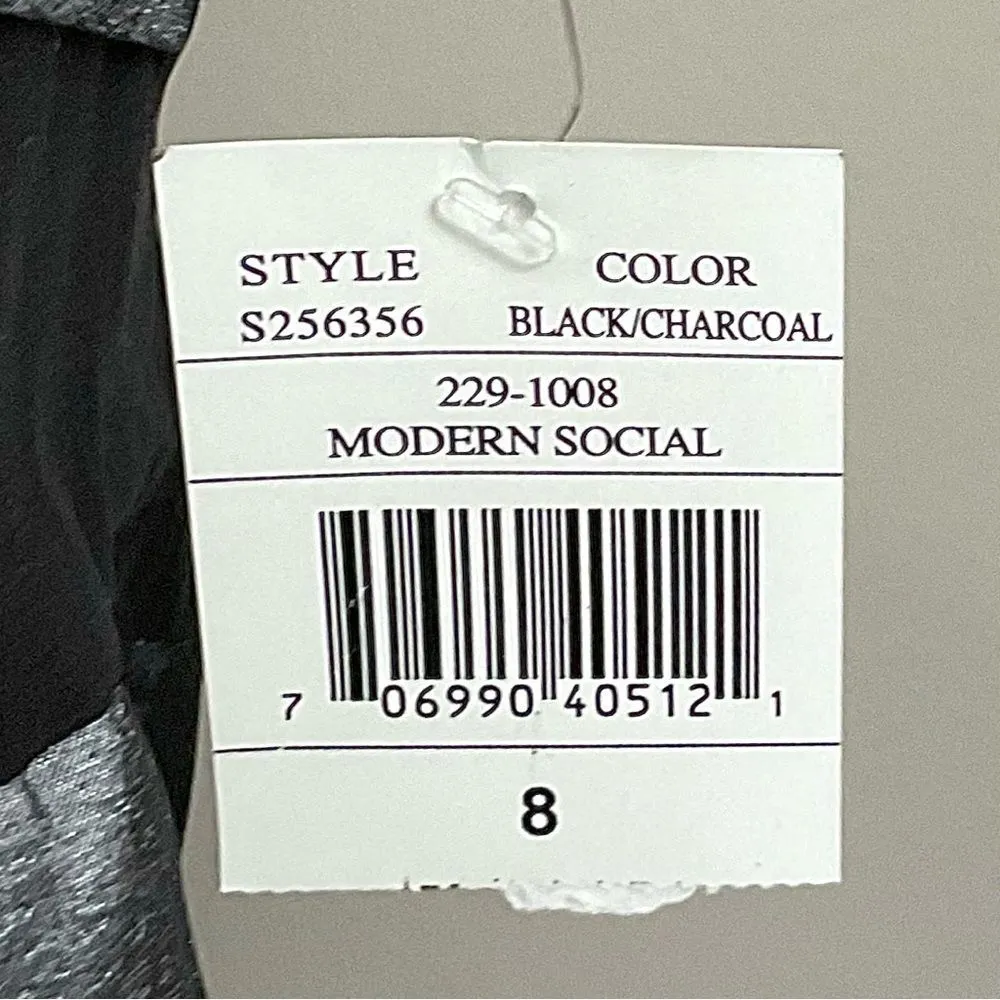 STYLE COLOR
S256356 BLACK/CHARCOAL
229-1008
MODERN SOCIAL
7 06990 40512 1
8